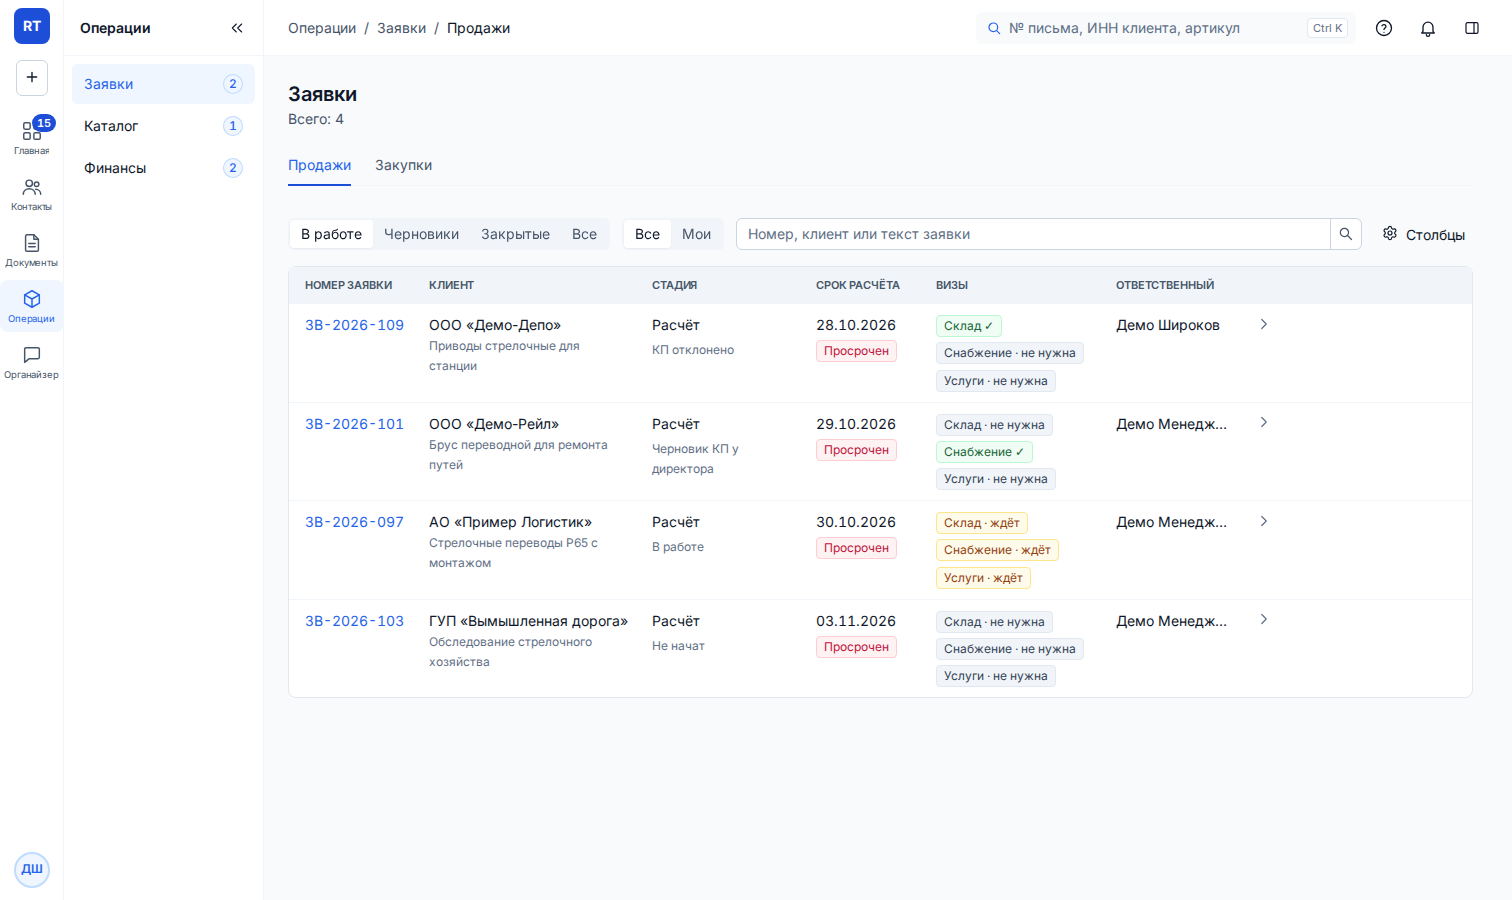 RT
Операции
Операции / Заявки / Продажи
№ письма, ИНН клиента, артикул
Ctrl K
+
15
Главная
Контакты
Документы
Операции
Органайзер
ДШ
Заявки 2
Каталог 1
Финансы 2
Заявки
Всего: 4
Продажи Закупки
В работе Черновики Закрытые Все
Все Мои
Номер, клиент или текст заявки
Столбцы
НОМЕР ЗАЯВКИ КЛИЕНТ СТАДИЯ СРОК РАСЧЁТА ВИЗЫ ОТВЕТСТВЕННЫЙ
ЗВ-2026-109 ООО «Демо-Депо» Расчёт 28.10.2026 Склад ✓ Демо Широков
Приводы стрелочные для КП отклонено Просрочен Снабжение · не нужна
станции Услуги · не нужна
ЗВ-2026-101 ООО «Демо-Рейл» Расчёт 29.10.2026 Склад · не нужна Демо Менедж...
Брус переводной для ремонта Черновик КП у Просрочен Снабжение ✓
путей директора Услуги · не нужна
ЗВ-2026-097 АО «Пример Логистик» Расчёт 30.10.2026 Склад · ждёт Демо Менедж...
Стрелочные переводы Р65 с В работе Просрочен Снабжение · ждёт
монтажом Услуги · ждёт
ЗВ-2026-103 ГУП «Вымышленная дорога» Расчёт 03.11.2026 Склад · не нужна Демо Менедж...
Обследование стрелочного Не начат Просрочен Снабжение · не нужна
хозяйства Услуги · не нужна